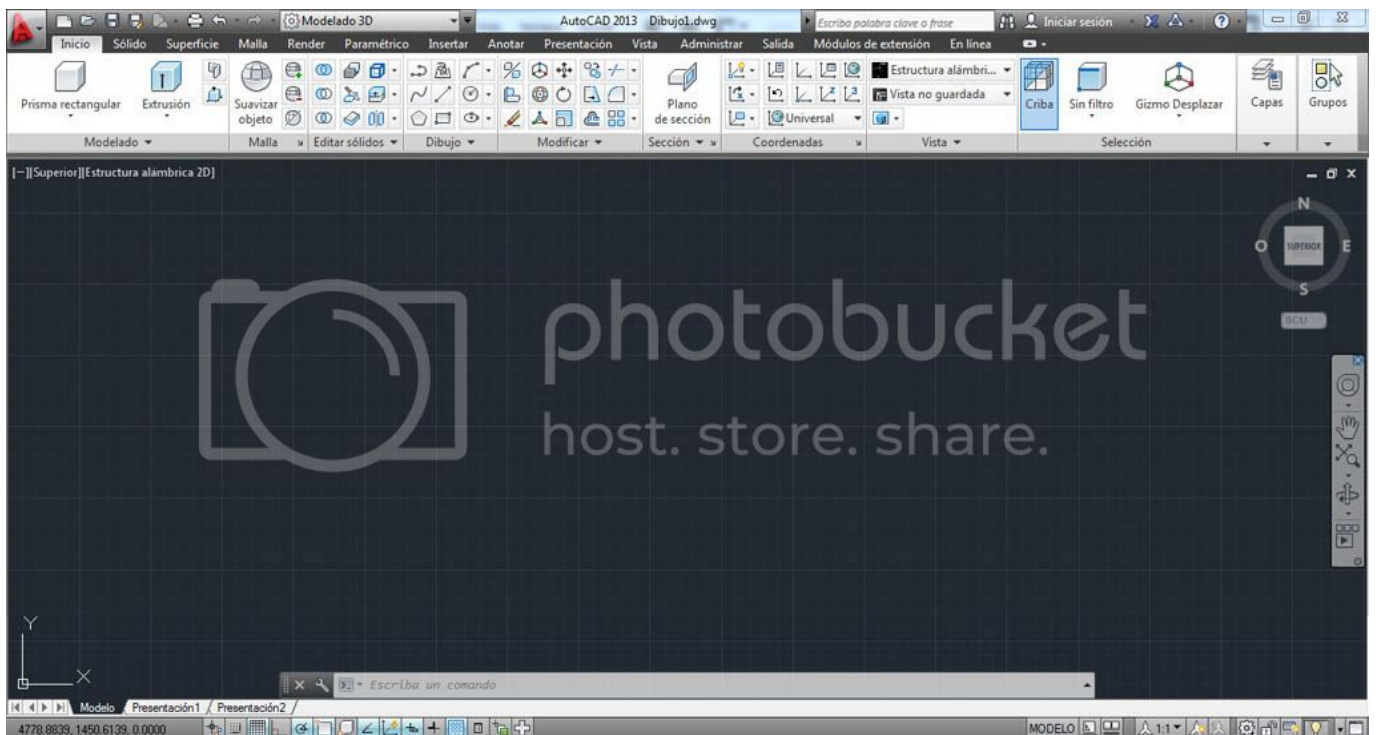 Modelado 3D AutoCAD 2013 Dibujo1.dwg Escriba palabra clave o frase Iniciar sesión
Inicio Sólido Superficie Malla Render Paramétrico Insertar Anotar Presentación Vista Administrar Salida Módulos de extensión En línea
Prisma rectangular Extrusión Suavizar objeto Plano de sección Universal Estructura alámbri... Vista no guardada Criba Sin filtro Gizmo Desplazar Capas Grupos
Modelado Malla Editar sólidos Dibujo Modificar Sección Coordenadas Vista Selección
[−][Superior][Estructura alámbrica 2D]
N
O SUPERIOR E
S
SCU
photobucket
host. store. share.
Y
X
Escriba un comando
Modelo Presentación1 Presentación2
4778.8839, 1450.6139, 0.0000 MODELO 1:1